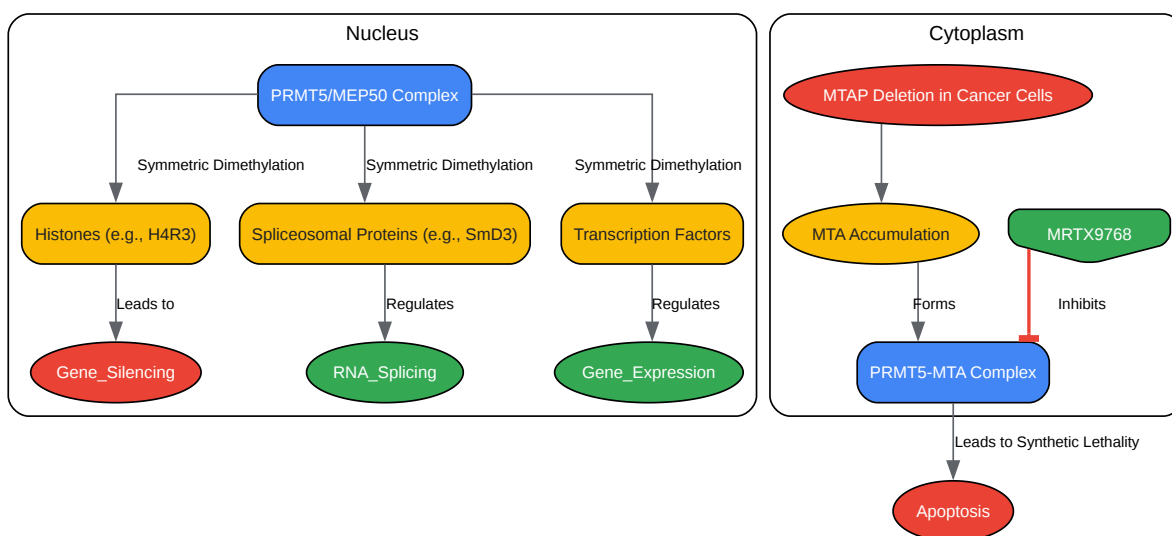 Nucleus
Cytoplasm
PRMT5/MEP50 Complex
MTAP Deletion in Cancer Cells
Symmetric Dimethylation
Symmetric Dimethylation
Symmetric Dimethylation
Histones (e.g., H4R3)
Spliceosomal Proteins (e.g., SmD3)
Transcription Factors
MTA Accumulation
MRTX9768
Leads to
Regulates
Regulates
Forms
Inhibits
Gene_Silencing
RNA_Splicing
Gene_Expression
PRMT5-MTA Complex
Leads to Synthetic Lethality
Apoptosis